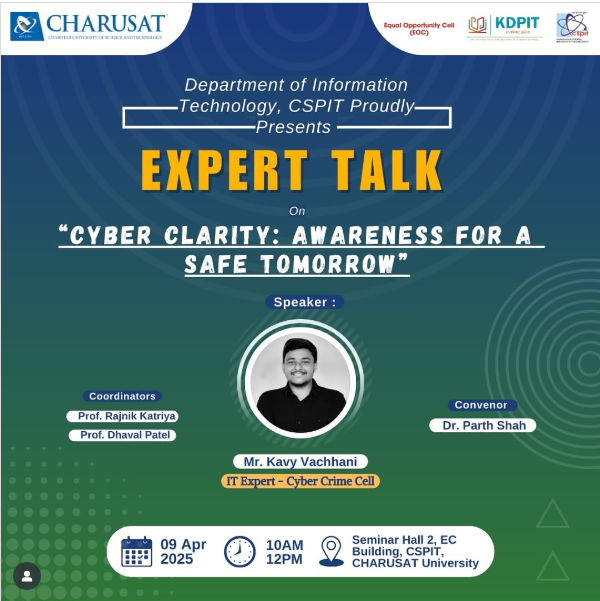 CHARUSAT
CHAROTAR UNIVERSITY OF SCIENCE AND TECHNOLOGY
Equal Opportunity Cell
(EOC)
KDPIT
Department of Information
Technology, CSPIT Proudly
Presents
EXPERT TALK
On
“CYBER CLARITY: AWARENESS FOR A
SAFE TOMORROW”
Speaker :
Coordinators
Prof. Rajnik Katriya
Prof. Dhaval Patel
Convenor
Dr. Parth Shah
Mr. Kavy Vachhani
IT Expert – Cyber Crime Cell
09 Apr
2025
10AM
12PM
Seminar Hall 2, EC
Building, CSPIT,
CHARUSAT University